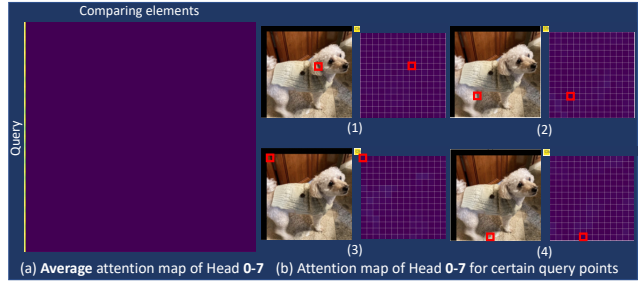 Comparing elements
Query
(1)
(2)
(3)
(4)
(a) Average attention map of Head 0-7
(b) Attention map of Head 0-7 for certain query points